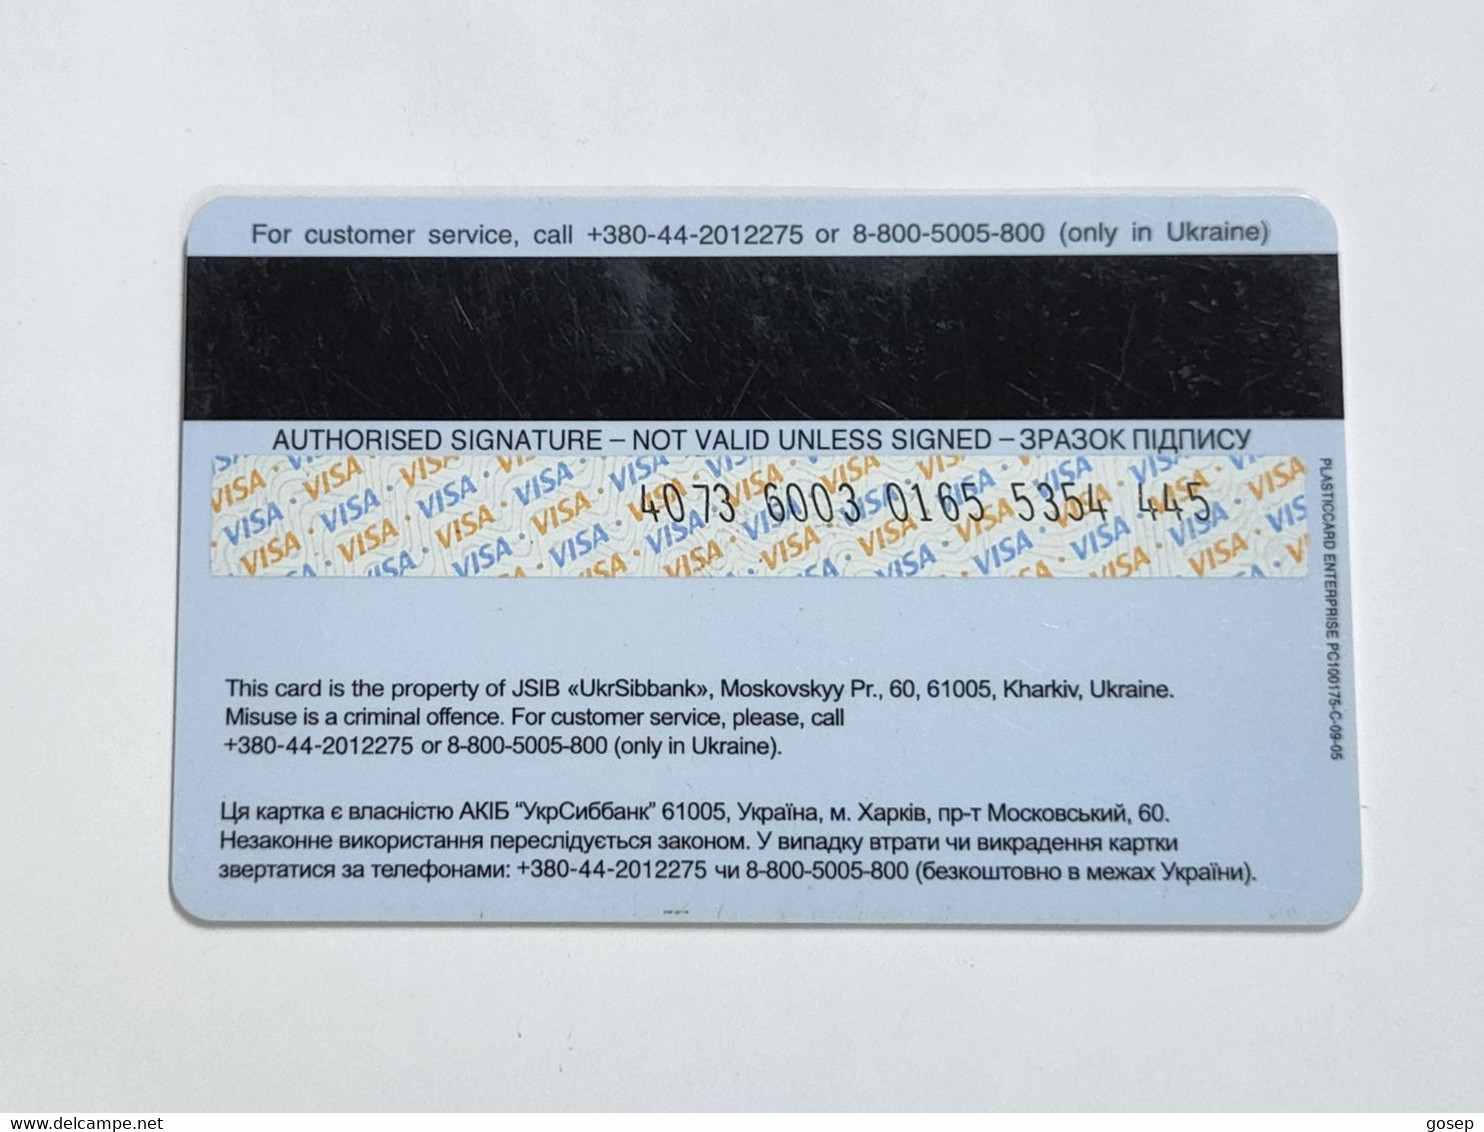 For customer service, call +380-44-2012275 or 8-800-5005-800 (only in Ukraine)
AUTHORISED SIGNATURE – NOT VALID UNLESS SIGNED – ЗРАЗОК ПІДПИСУ
VISA
4073 6003 0165 5354 445
PLASTICCARD ENTERPRISE PC100175-C-09-05
This card is the property of JSIB «UkrSibbank», Moskovskyy Pr., 60, 61005, Kharkiv, Ukraine.
Misuse is a criminal offence. For customer service, please, call
+380-44-2012275 or 8-800-5005-800 (only in Ukraine).
Ця картка є власністю АКІБ “УкрСиббанк” 61005, Україна, м. Харків, пр-т Московський, 60.
Незаконне використання переслідується законом. У випадку втрати чи викрадення картки
звертатися за телефонами: +380-44-2012275 чи 8-800-5005-800 (безкоштовно в межах України).
www.delcampe.net
gosep